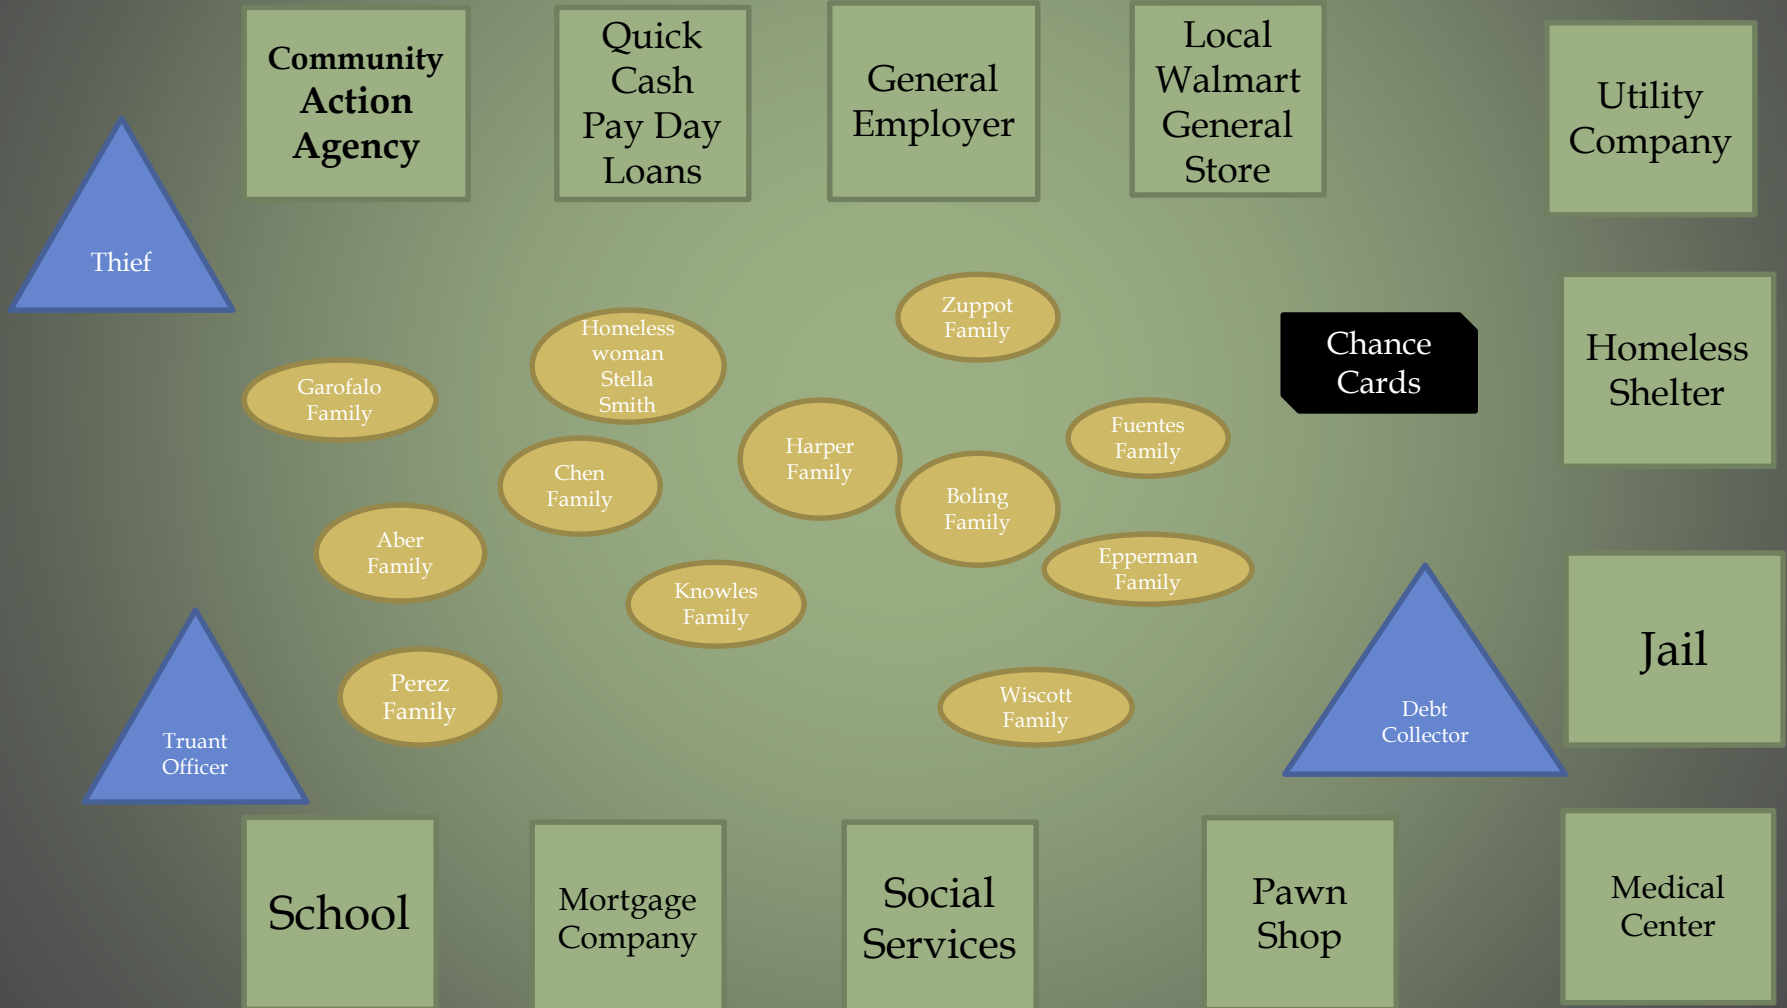 Community
Action
Agency
Quick
Cash
Pay Day
Loans
General
Employer
Local
Walmart
General
Store
Utility
Company
Thief
Homeless
woman
Stella
Smith
Zuppot
Family
Chance
Cards
Homeless
Shelter
Garofalo
Family
Harper
Family
Fuentes
Family
Chen
Family
Boling
Family
Aber
Family
Epperman
Family
Knowles
Family
Jail
Perez
Family
Wiscott
Family
Truant
Officer
Debt
Collector
School
Mortgage
Company
Social
Services
Pawn
Shop
Medical
Center